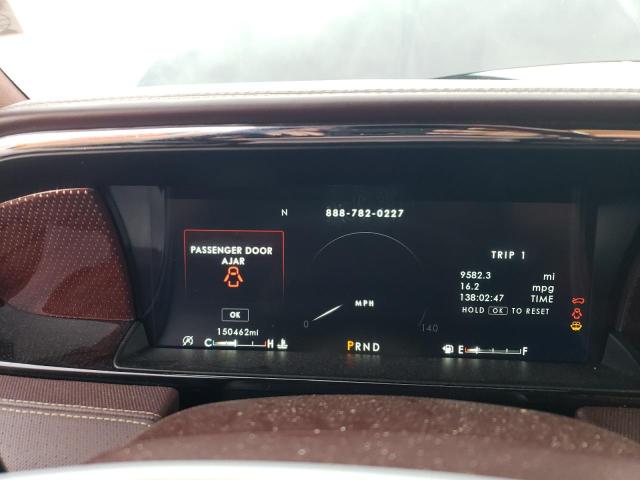 N 888-782-0227
PASSENGER DOOR
AJAR
OK
150462mi
TRIP 1
9582.3 mi
16.2 mpg
138:02:47 TIME
HOLD OK TO RESET
MPH
0 140
C H
PRND
E F